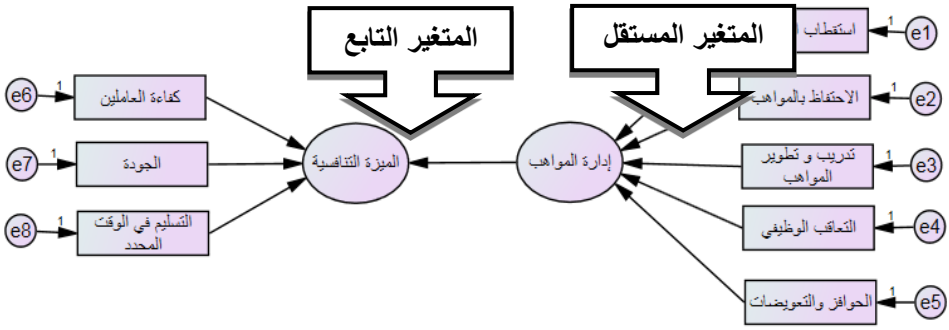 المتغير المستقل
المتغير التابع
استقطاب
1
e1
الاحتفاظ بالمواهب
1
e2
تدريب و تطوير
المواهب
1
e3
التعاقب الوظيفي
1
e4
الحوافز والتعويضات
1
e5
إدارة المواهب
الميزة التنافسية
كفاءة العاملين
1
e6
الجودة
1
e7
التسليم في الوقت
المحدد
1
e8